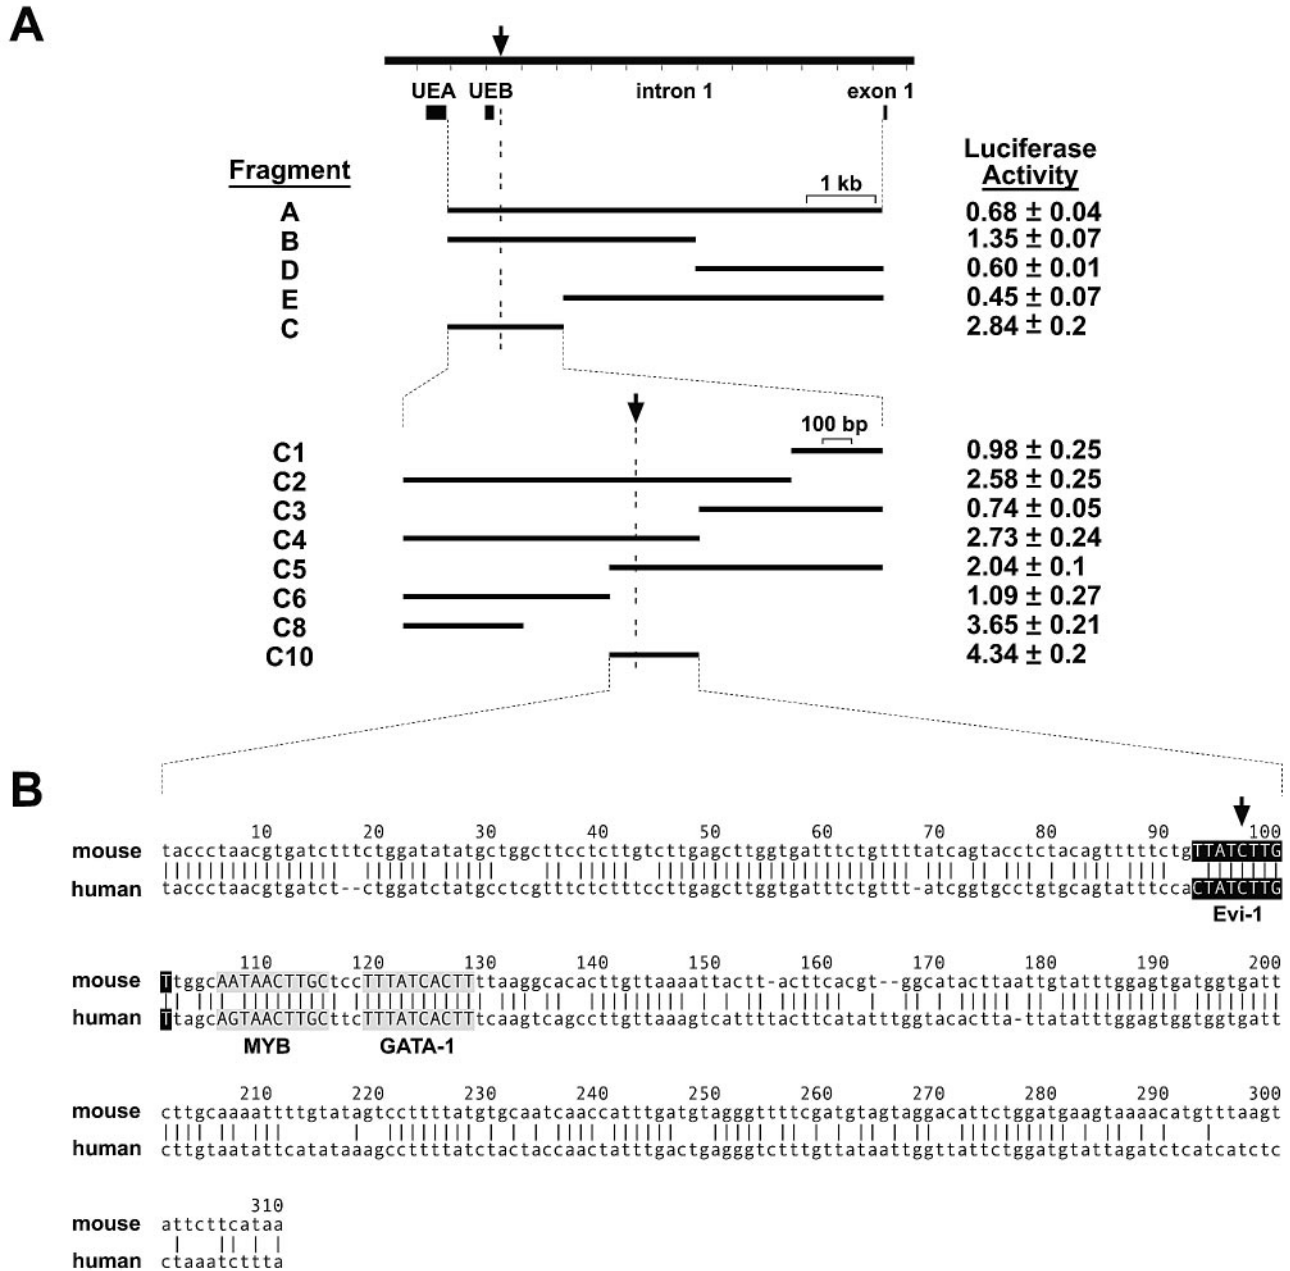 A
UEA UEB intron 1 exon 1
Luciferase
Fragment Activity
1 kb
A 0.68 ± 0.04
B 1.35 ± 0.07
D 0.60 ± 0.01
E 0.45 ± 0.07
C 2.84 ± 0.2
100 bp
C1 0.98 ± 0.25
C2 2.58 ± 0.25
C3 0.74 ± 0.05
C4 2.73 ± 0.24
C5 2.04 ± 0.1
C6 1.09 ± 0.27
C8 3.65 ± 0.21
C10 4.34 ± 0.2
B
10 20 30 40 50 60 70 80 90 100
mouse taccctaacgtgatctttctggatatatgctggcttcctcttgtcttgagcttggtgatttctgttttatcagtacctctacagtttttctgTTATCTTG
human taccctaacgtgatct--ctggatctatgcctcgtttctctttccttgagcttggtgatttctgttt-atcggtgcctgtgcagtatttccaCTATCTTG
Evi-1
110 120 130 140 150 160 170 180 190 200
mouse TtggcAATAACTTGCtccTTTATCACTTttaaggcacacttgttaaaattactt-acttcacgt--ggcatacttaattgtatttggagtgatggtgatt
human TtagcAGTAACTTGCttcTTTATCACTTtcaagtcagccttgttaaagtcattttacttcatatttggtacactta-ttatatttggagtggtggtgatt
MYB GATA-1
210 220 230 240 250 260 270 280 290 300
mouse cttgcaaaattttgtatagtccttttatgtgcaatcaaccatttgatgtagggttttcgatgtagtaggacattctggatgaagtaaaacatgtttaagt
human cttgtaatattcatataaagccttttatctactaccaactatttgactgagggtctttgttataattggttattctggatgtattagatctcatcatctc
310
mouse attcttcataa
human ctaaatcttta